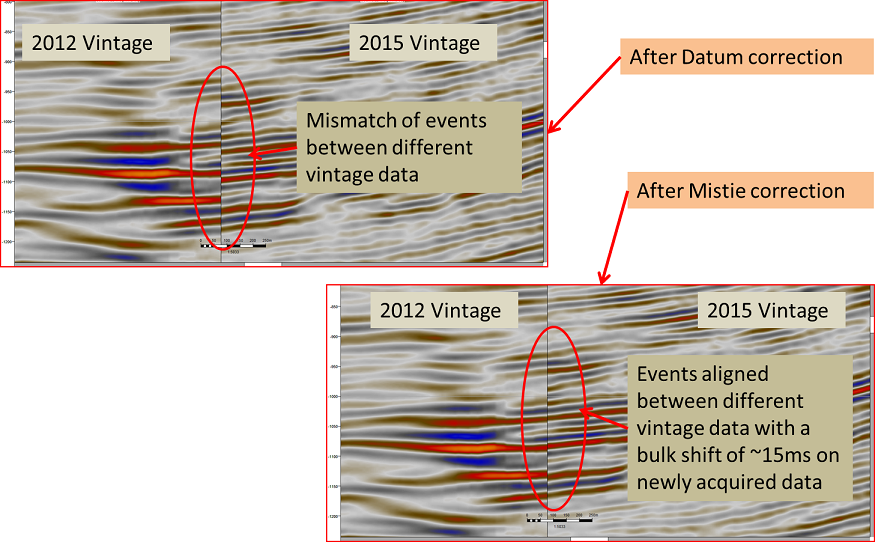 2012 Vintage
2015 Vintage
After Datum correction
Mismatch of events
between different
vintage data
After Mistie correction
2012 Vintage
2015 Vintage
Events aligned
between different
vintage data with a
bulk shift of ~15ms on
newly acquired data